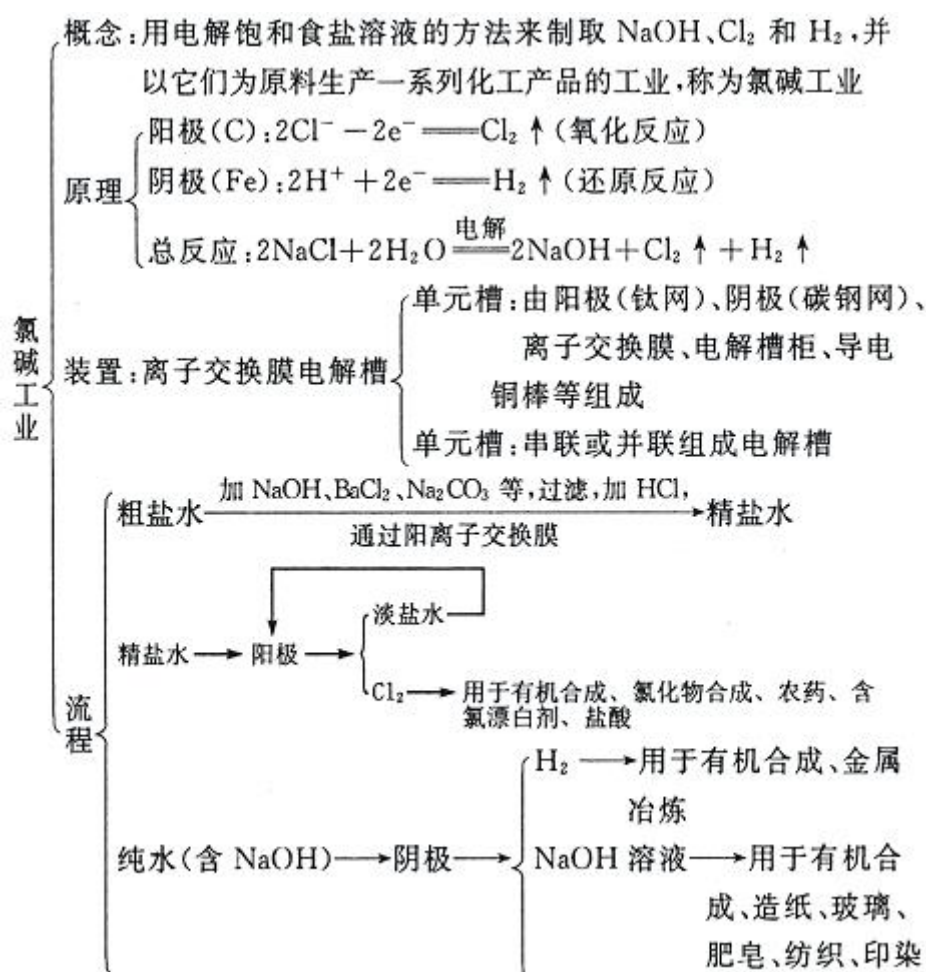 氯碱工业
概念:用电解饱和食盐溶液的方法来制取 NaOH、Cl₂ 和 H₂,并
以它们为原料生产一系列化工产品的工业,称为氯碱工业
原理
阳极(C):2Cl⁻ −2e⁻ ══ Cl₂ ↑(氧化反应)
阴极(Fe):2H⁺ +2e⁻ ══ H₂ ↑(还原反应)
电解
总反应:2NaCl+2H₂O ══ 2NaOH+Cl₂ ↑ +H₂ ↑
装置:离子交换膜电解槽
单元槽:由阳极(钛网)、阴极(碳钢网)、
离子交换膜、电解槽柜、导电
铜棒等组成
单元槽:串联或并联组成电解槽
流程
加 NaOH、BaCl₂、Na₂CO₃ 等,过滤,加 HCl,
粗盐水 → 精盐水
通过阳离子交换膜
淡盐水
精盐水 → 阳极 →
Cl₂ → 用于有机合成、氯化物合成、农药、含
氯漂白剂、盐酸
H₂ → 用于有机合成、金属
冶炼
纯水(含 NaOH) → 阴极 →
NaOH 溶液 → 用于有机合
成、造纸、玻璃、
肥皂、纺织、印染